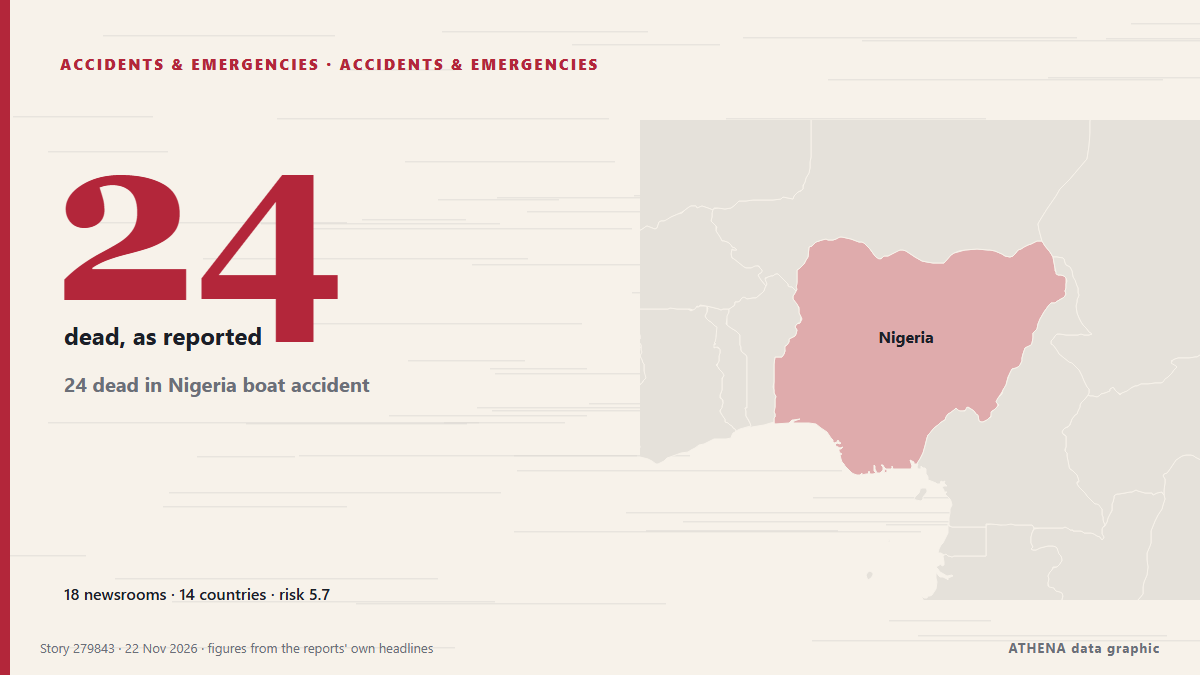 ACCIDENTS & EMERGENCIES · ACCIDENTS & EMERGENCIES
24
dead, as reported
24 dead in Nigeria boat accident
Nigeria
18 newsrooms · 14 countries · risk 5.7
Story 279843 · 22 Nov 2026 · figures from the reports' own headlines
ATHENA data graphic